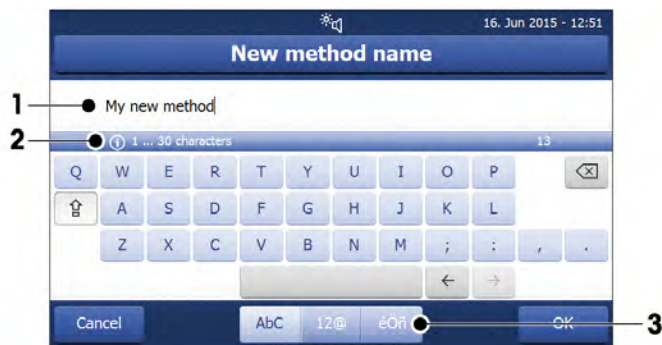 16. Jun 2015 - 12:51
New method name
1
My new method
2
1 ... 30 characters 13
Q W E R T Y U I O P
A S D F G H J K L
Z X C V B N M ; : , .
Cancel AbC 12@ éÖñ OK
3